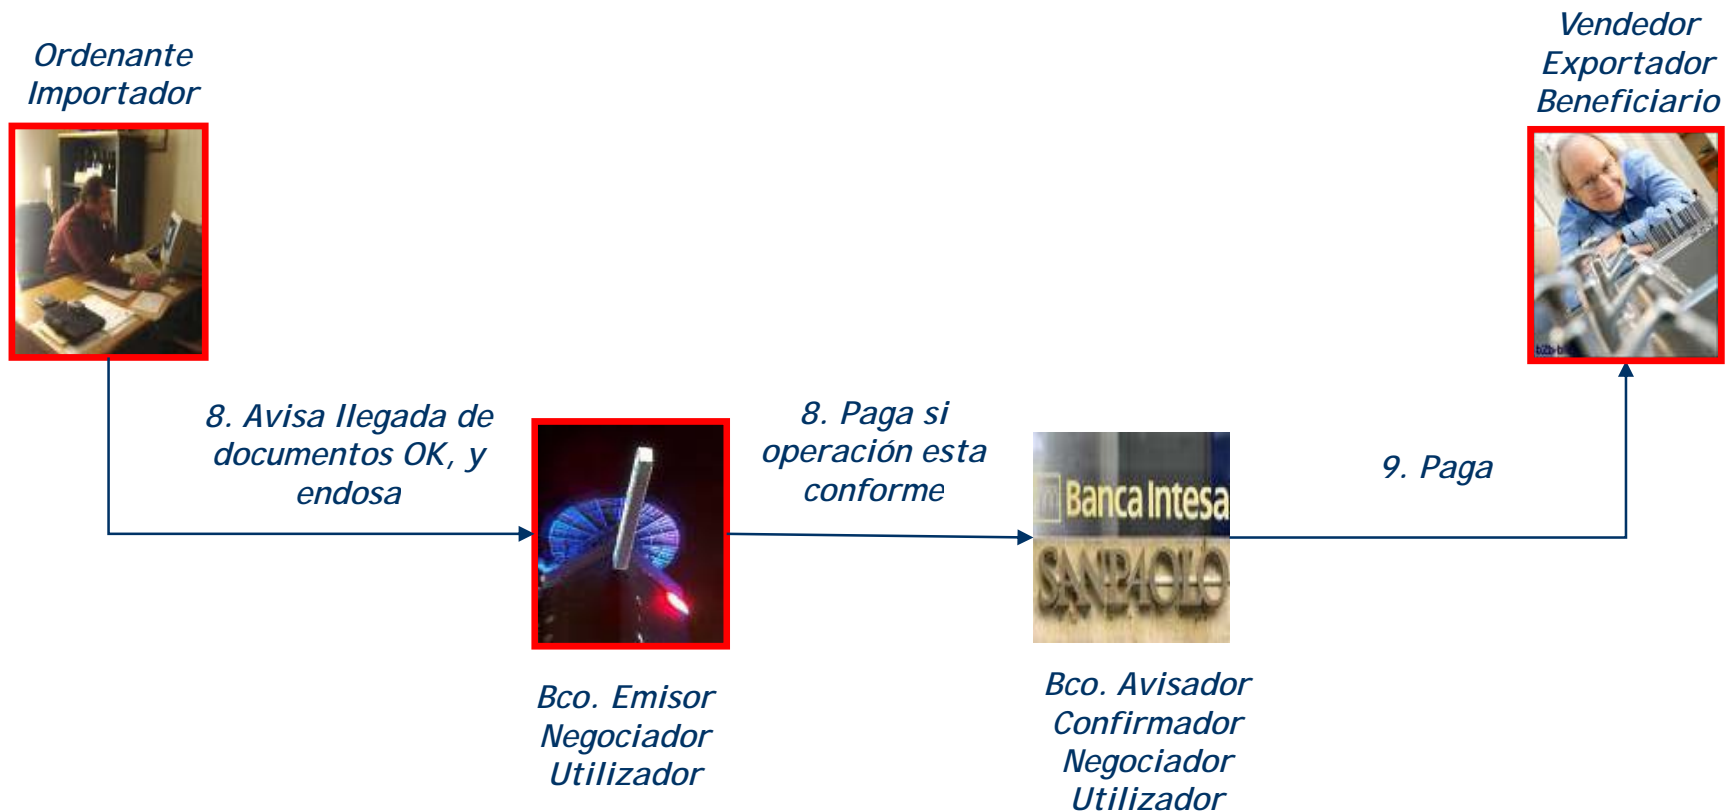 Ordenante
Importador
Vendedor
Exportador
Beneficiario
8. Avisa llegada de
documentos OK, y
endosa
8. Paga si
operación esta
conforme
9. Paga
Banca Intesa
SANPAOLO
Bco. Emisor
Negociador
Utilizador
Bco. Avisador
Confirmador
Negociador
Utilizador